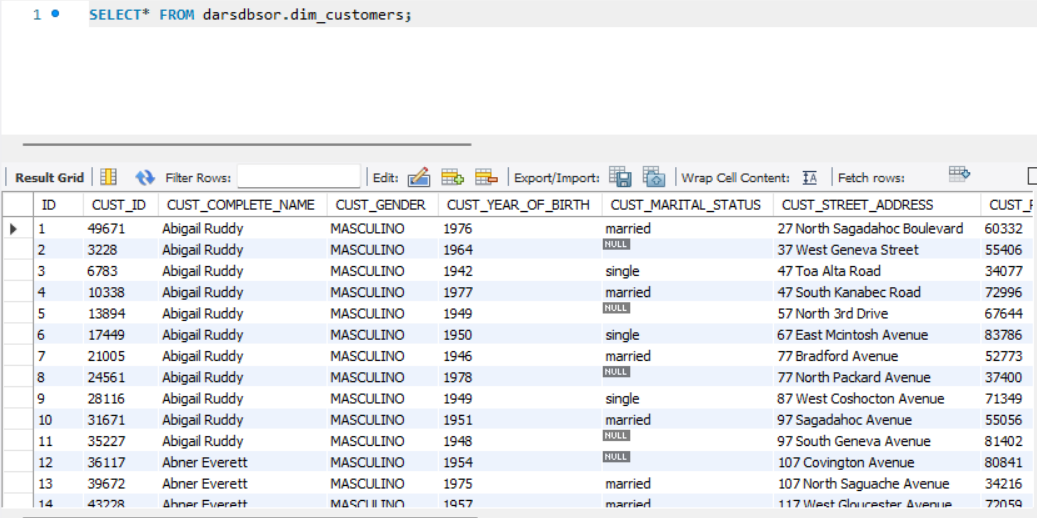 1 SELECT* FROM darsdbsor.dim_customers;
Result Grid Filter Rows: Edit: Export/Import: Wrap Cell Content: Fetch rows:
ID CUST_ID CUST_COMPLETE_NAME CUST_GENDER CUST_YEAR_OF_BIRTH CUST_MARITAL_STATUS CUST_STREET_ADDRESS
1 49671 Abigail Ruddy MASCULINO 1976 married 27 North Sagadahoc Boulevard 60332
2 3228 Abigail Ruddy MASCULINO 1964 NULL 37 West Geneva Street 55406
3 6783 Abigail Ruddy MASCULINO 1942 single 47 Toa Alta Road 34077
4 10338 Abigail Ruddy MASCULINO 1977 married 47 South Kanabec Road 72996
5 13894 Abigail Ruddy MASCULINO 1949 NULL 57 North 3rd Drive 67644
6 17449 Abigail Ruddy MASCULINO 1950 single 67 East Mcintosh Avenue 83786
7 21005 Abigail Ruddy MASCULINO 1946 married 77 Bradford Avenue 52773
8 24561 Abigail Ruddy MASCULINO 1978 NULL 77 North Packard Avenue 37400
9 28116 Abigail Ruddy MASCULINO 1949 single 87 West Coshocton Avenue 71349
10 31671 Abigail Ruddy MASCULINO 1951 married 97 Sagadahoc Avenue 55056
11 35227 Abigail Ruddy MASCULINO 1948 NULL 97 South Geneva Avenue 81402
12 36117 Abner Everett MASCULINO 1954 NULL 107 Covington Avenue 80841
13 39672 Abner Everett MASCULINO 1975 married 107 North Saguache Avenue 34216
14 43228 Abner Everett MASCULINO 1957 married 117 West Gloucester Avenue 72059